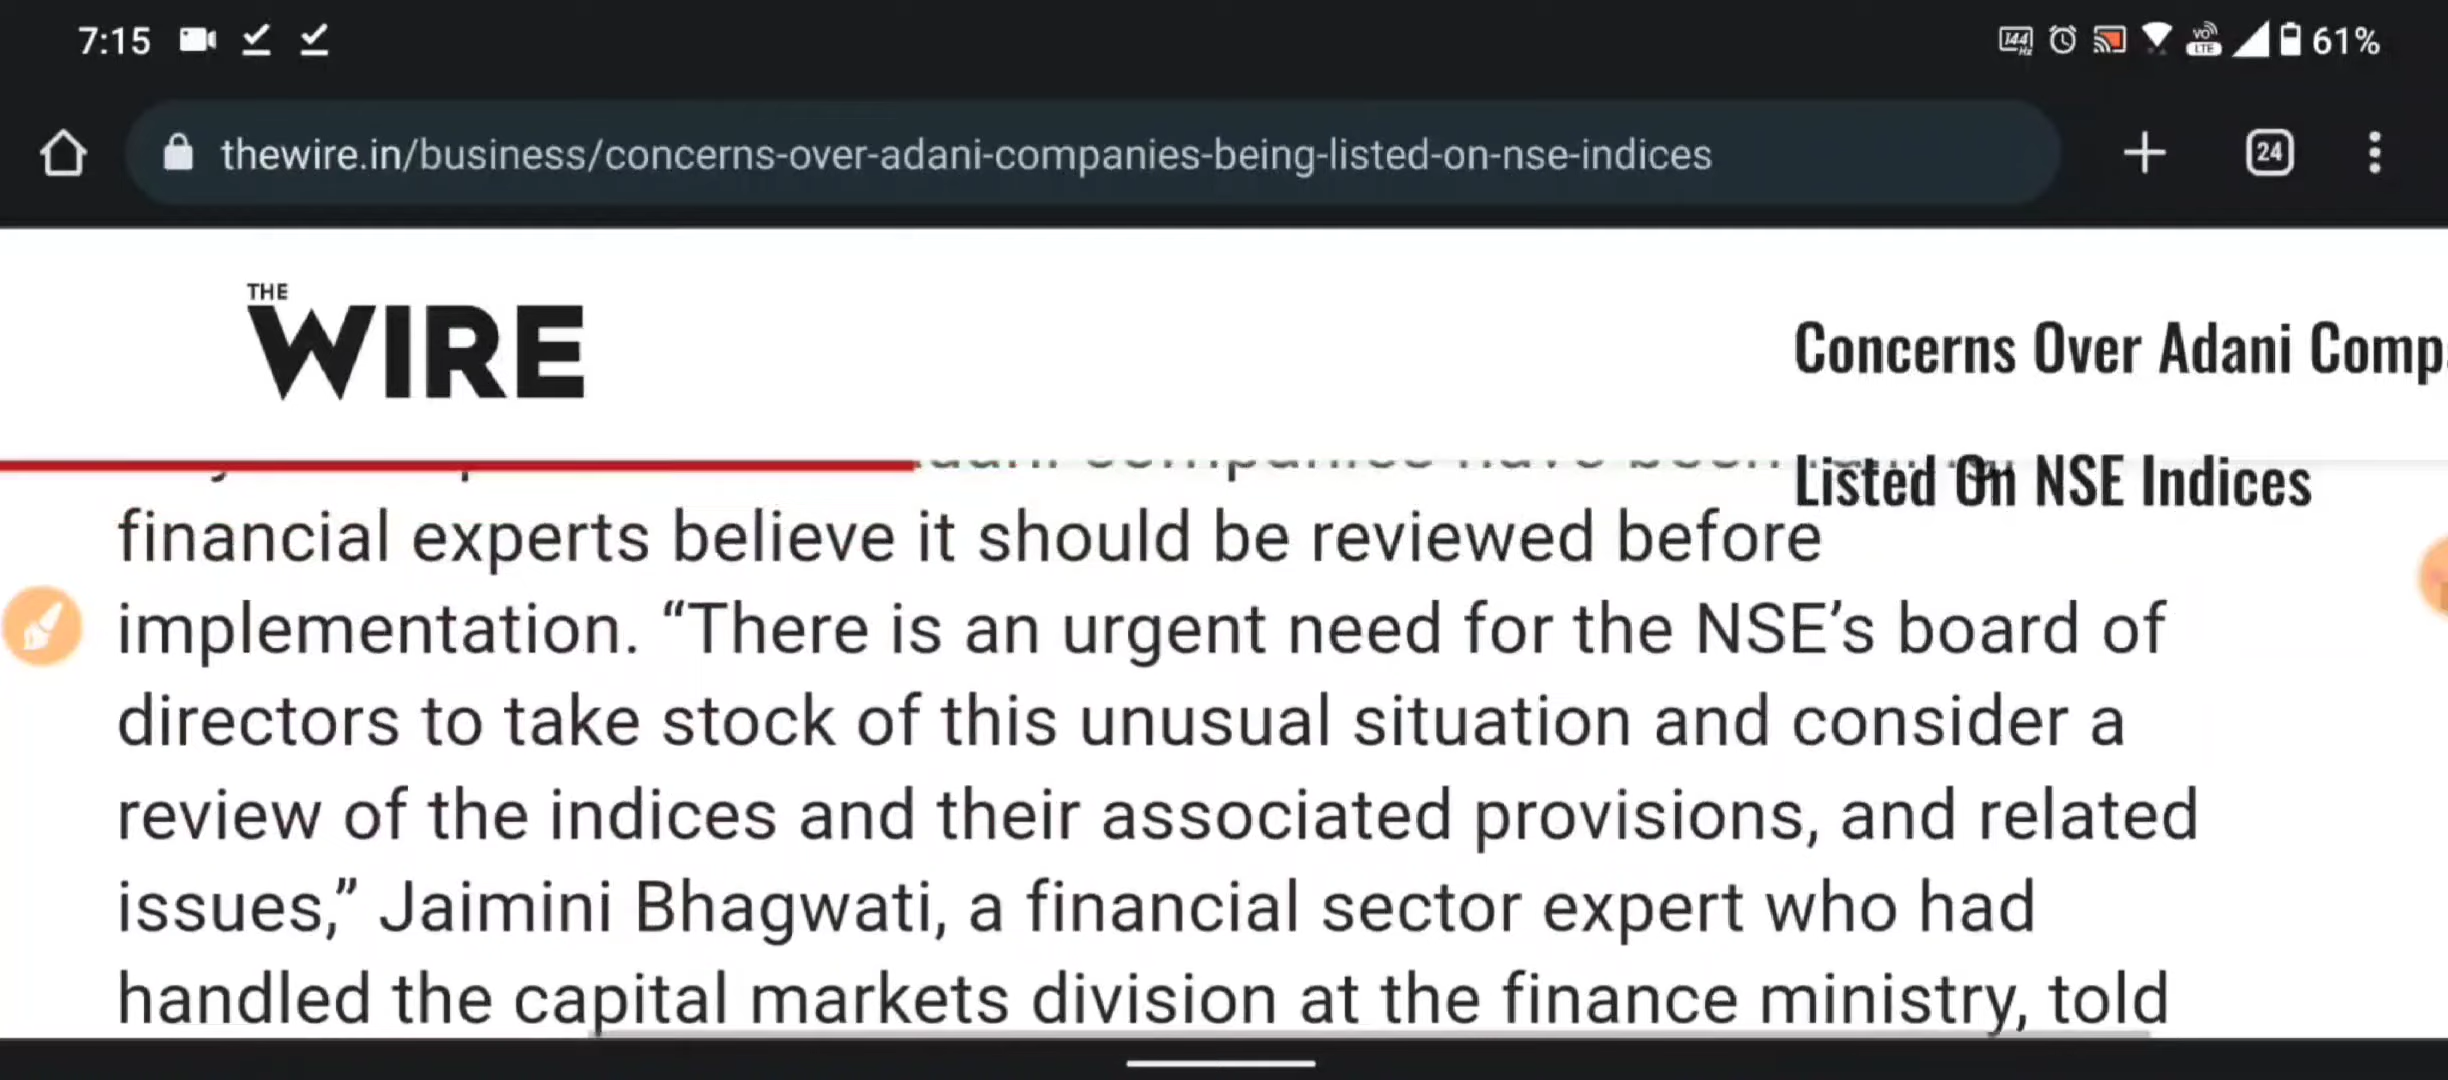 7:15
144 Hz
VO LTE
61%
thewire.in/business/concerns-over-adani-companies-being-listed-on-nse-indices
24
THE
WIRE
Concerns Over Adani Comp
Listed On NSE Indices
financial experts believe it should be reviewed before
implementation. “There is an urgent need for the NSE’s board of
directors to take stock of this unusual situation and consider a
review of the indices and their associated provisions, and related
issues,” Jaimini Bhagwati, a financial sector expert who had
handled the capital markets division at the finance ministry, told